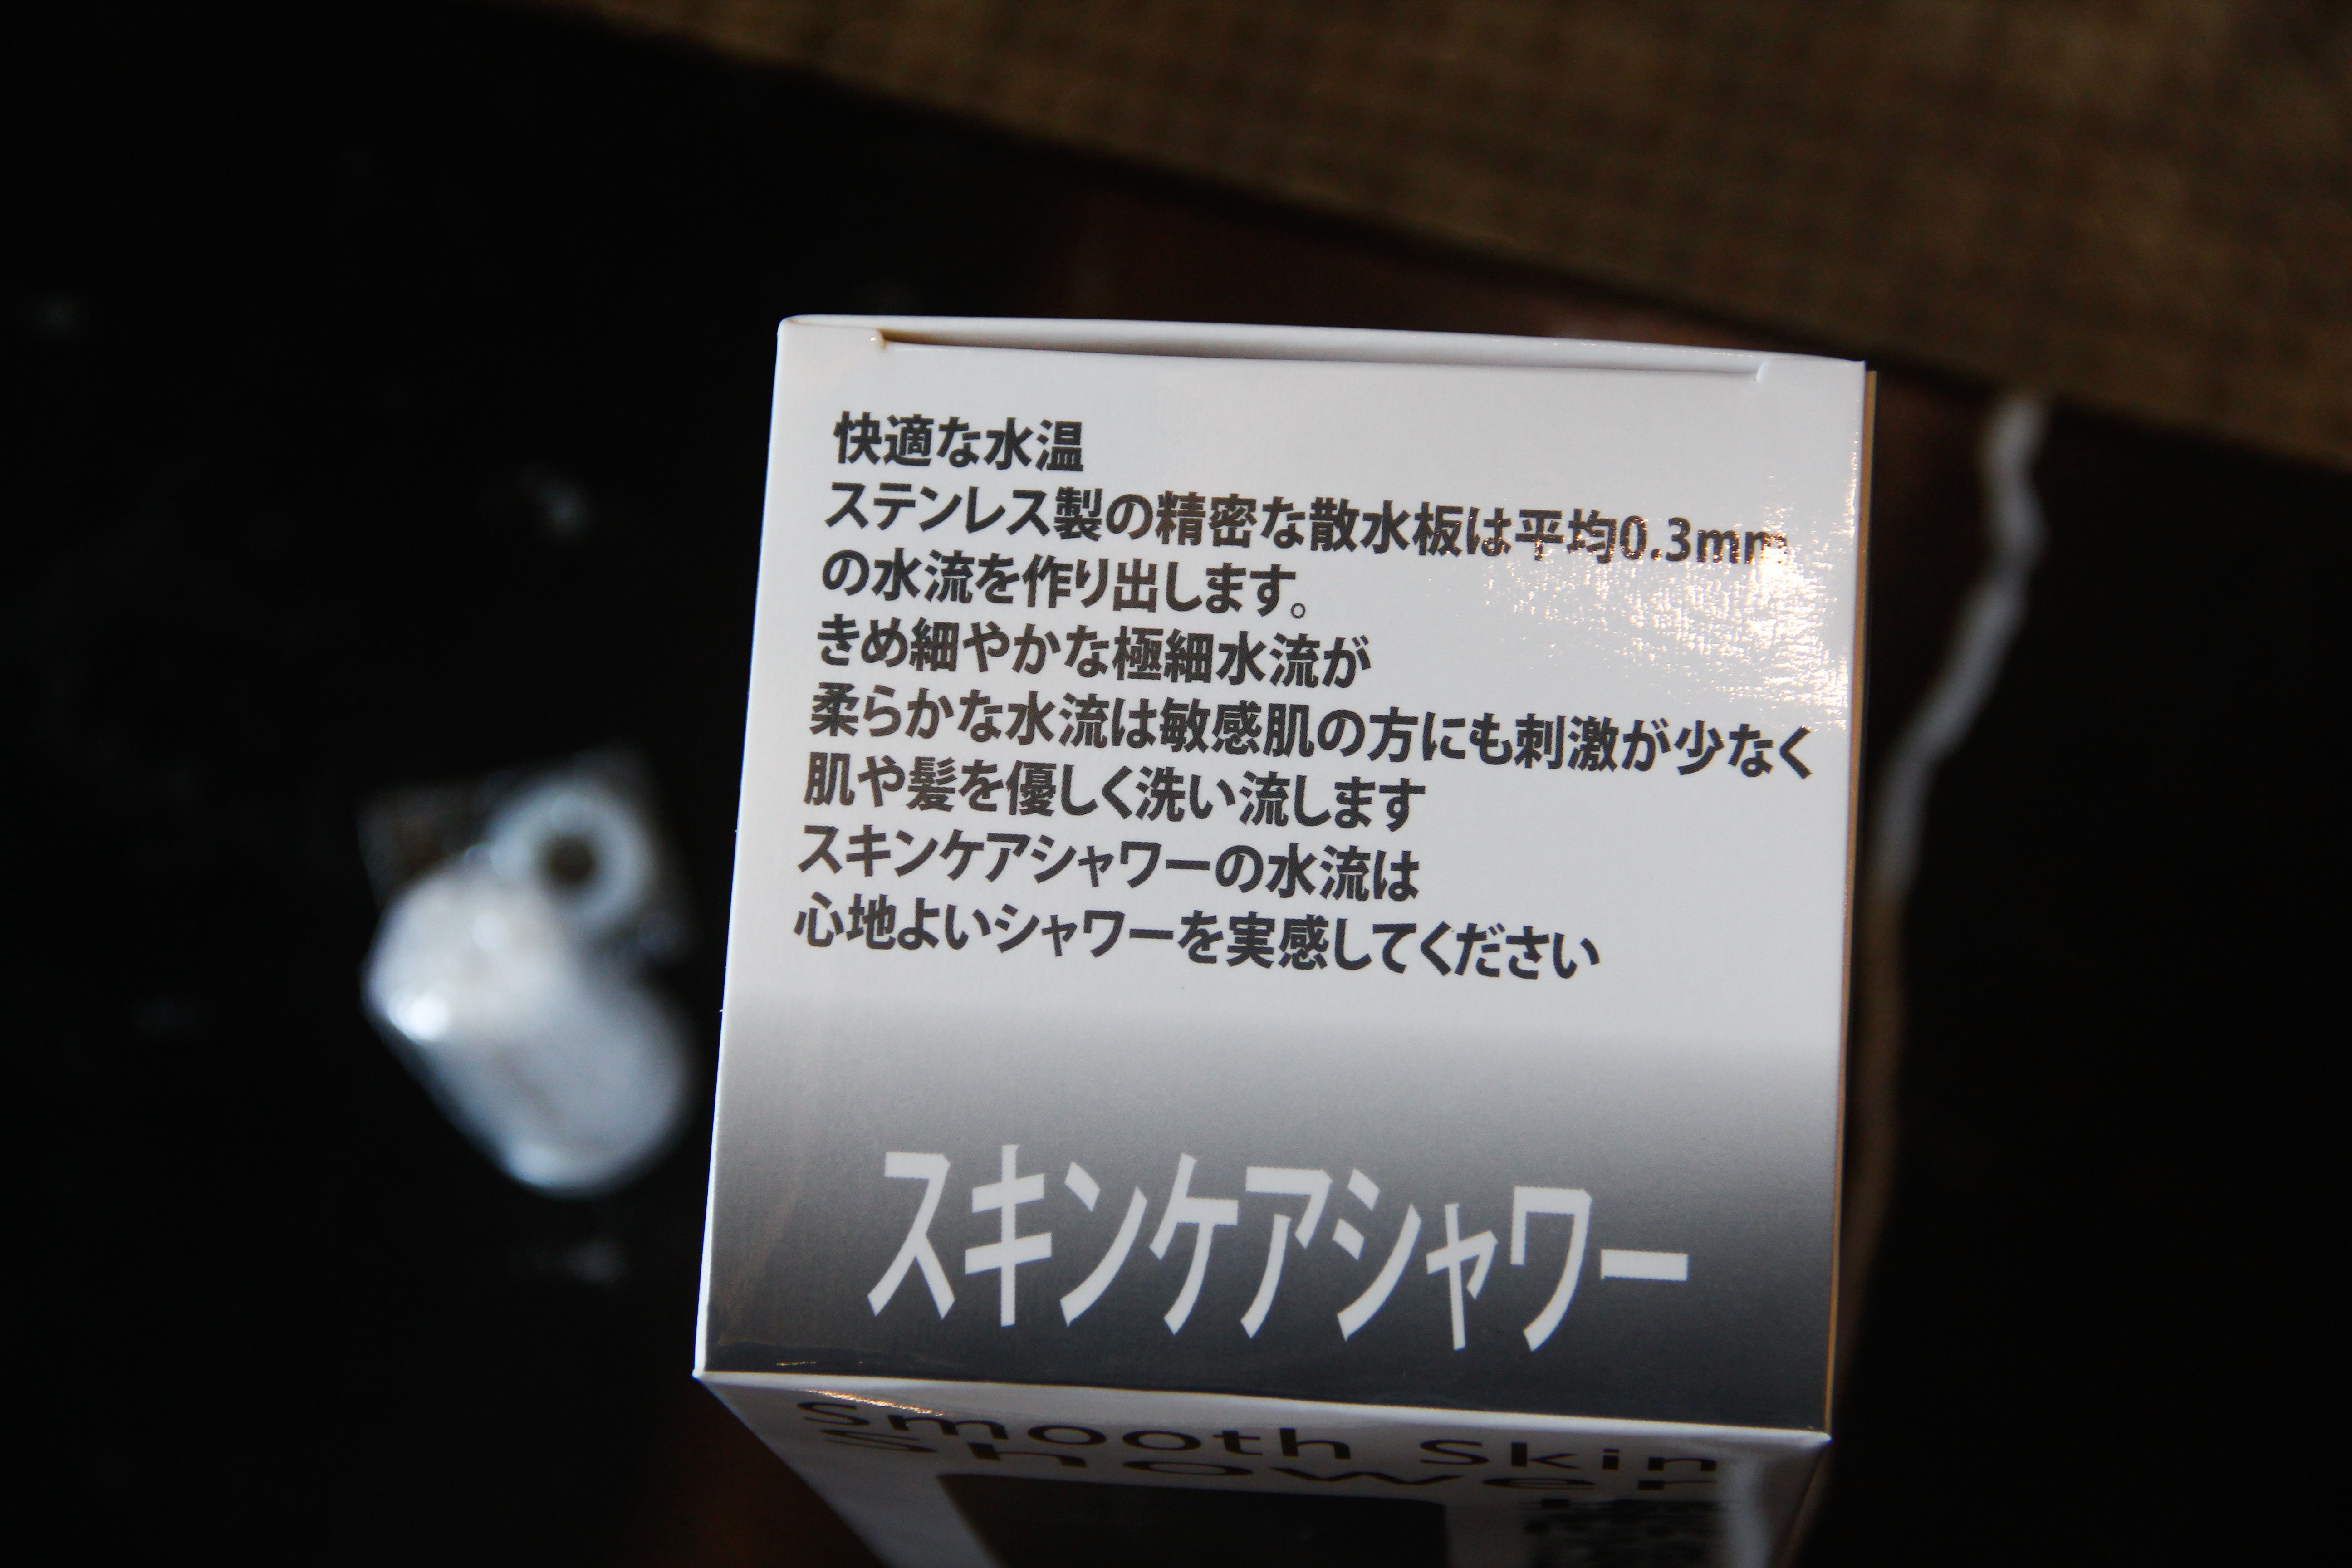 快適な水温
ステンレス製の精密な散水板は平均0.3mm
の水流を作り出します。
きめ細やかな極細水流が
柔らかな水流は敏感肌の方にも刺激が少なく
肌や髪を優しく洗い流します
スキンケアシャワーの水流は
心地よいシャワーを実感してください
スキンケアシャワー
Smooth Skin
Shower